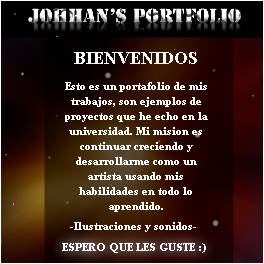 JOHHAN'S PORTFOLIO
BIENVENIDOS
Esto es un portafolio de mis
trabajos, son ejemplos de
proyectos que he echo en la
universidad. Mi mision es
continuar creciendo y
desarrollarme como un
artista usando mis
habilidades en todo lo
aprendido.
-Ilustraciones y sonidos-
ESPERO QUE LES GUSTE :)